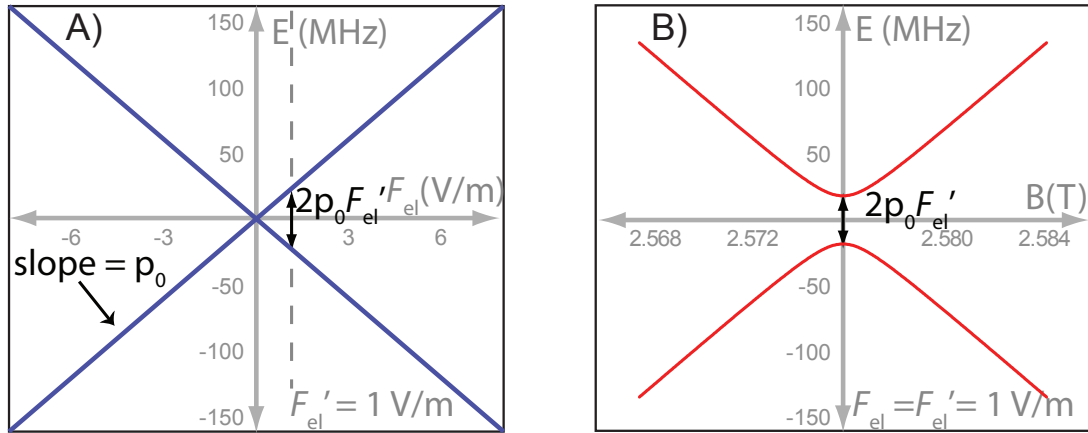 A)
E (MHz)
150
100
50
2p₀Fₑₗ'
Fₑₗ(V/m)
-6
-3
3
6
slope = p₀
-50
-100
-150
Fₑₗ' = 1 V/m
B)
E (MHz)
150
100
50
2p₀Fₑₗ'
B(T)
2.568
2.572
2.580
2.584
-50
-100
-150
Fₑₗ =Fₑₗ' = 1 V/m